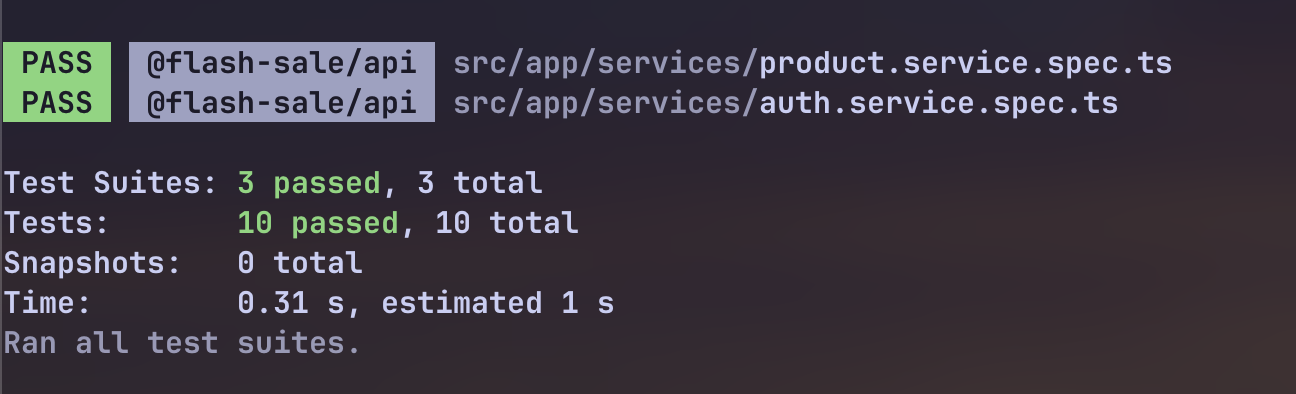 PASS @flash-sale/api src/app/services/product.service.spec.ts
PASS @flash-sale/api src/app/services/auth.service.spec.ts
Test Suites: 3 passed, 3 total
Tests: 10 passed, 10 total
Snapshots: 0 total
Time: 0.31 s, estimated 1 s
Ran all test suites.